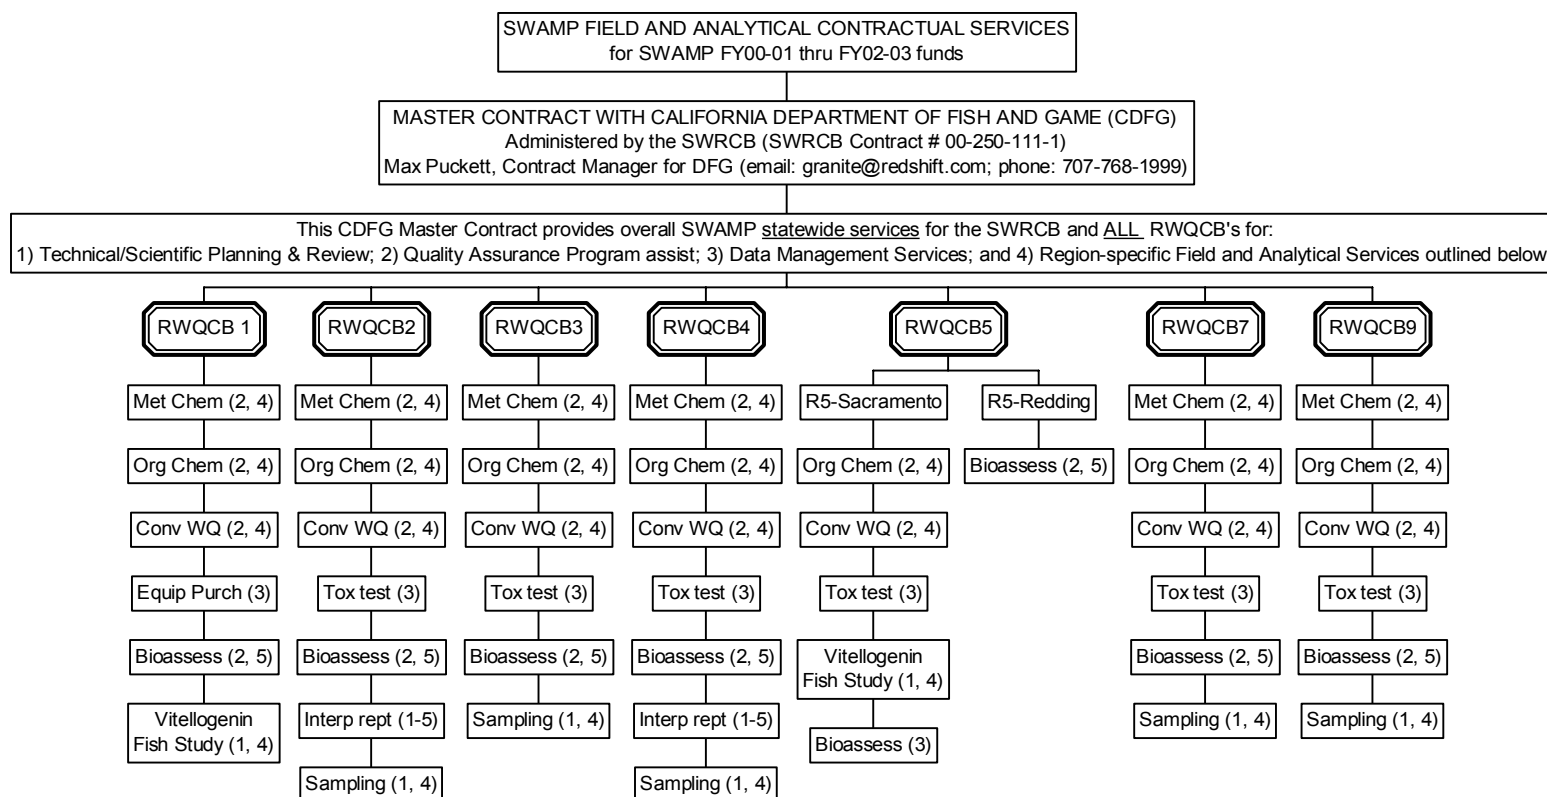 SWAMP FIELD AND ANALYTICAL CONTRACTUAL SERVICES
for SWAMP FY00-01 thru FY02-03 funds
MASTER CONTRACT WITH CALIFORNIA DEPARTMENT OF FISH AND GAME (CDFG)
Administered by the SWRCB (SWRCB Contract # 00-250-111-1)
Max Puckett, Contract Manager for DFG (email: granite@redshift.com; phone: 707-768-1999)
This CDFG Master Contract provides overall SWAMP statewide services for the SWRCB and ALL RWQCB's for:
1) Technical/Scientific Planning & Review; 2) Quality Assurance Program assist; 3) Data Management Services; and 4) Region-specific Field and Analytical Services outlined below
RWQCB 1
Met Chem (2, 4)
Org Chem (2, 4)
Conv WQ (2, 4)
Equip Purch (3)
Bioassess (2, 5)
Vitellogenin
Fish Study (1, 4)
RWQCB2
Met Chem (2, 4)
Org Chem (2, 4)
Conv WQ (2, 4)
Tox test (3)
Bioassess (2, 5)
Interp rept (1-5)
Sampling (1, 4)
RWQCB3
Met Chem (2, 4)
Org Chem (2, 4)
Conv WQ (2, 4)
Tox test (3)
Bioassess (2, 5)
Sampling (1, 4)
RWQCB4
Met Chem (2, 4)
Org Chem (2, 4)
Conv WQ (2, 4)
Tox test (3)
Bioassess (2, 5)
Interp rept (1-5)
Sampling (1, 4)
RWQCB5
R5-Sacramento
Org Chem (2, 4)
Conv WQ (2, 4)
Tox test (3)
Vitellogenin
Fish Study (1, 4)
Bioassess (3)
R5-Redding
Bioassess (2, 5)
RWQCB7
Met Chem (2, 4)
Org Chem (2, 4)
Conv WQ (2, 4)
Tox test (3)
Bioassess (2, 5)
Sampling (1, 4)
RWQCB9
Met Chem (2, 4)
Org Chem (2, 4)
Conv WQ (2, 4)
Tox test (3)
Bioassess (2, 5)
Sampling (1, 4)